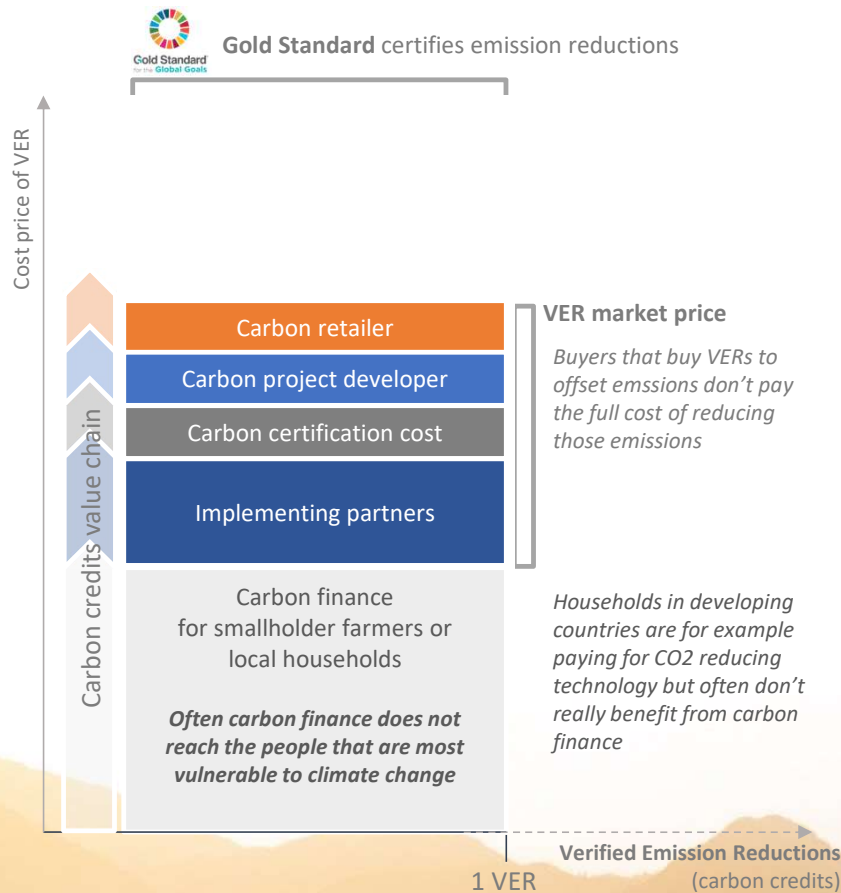 Gold Standard
for the Global Goals
Gold Standard certifies emission reductions
Cost price of VER
Carbon credits value chain
Carbon retailer
Carbon project developer
Carbon certification cost
Implementing partners
Carbon finance
for smallholder farmers or
local households
Often carbon finance does not
reach the people that are most
vulnerable to climate change
VER market price
Buyers that buy VERs to
offset emssions don’t pay
the full cost of reducing
those emissions
Households in developing
countries are for example
paying for CO2 reducing
technology but often don’t
really benefit from carbon
finance
1 VER
Verified Emission Reductions
(carbon credits)